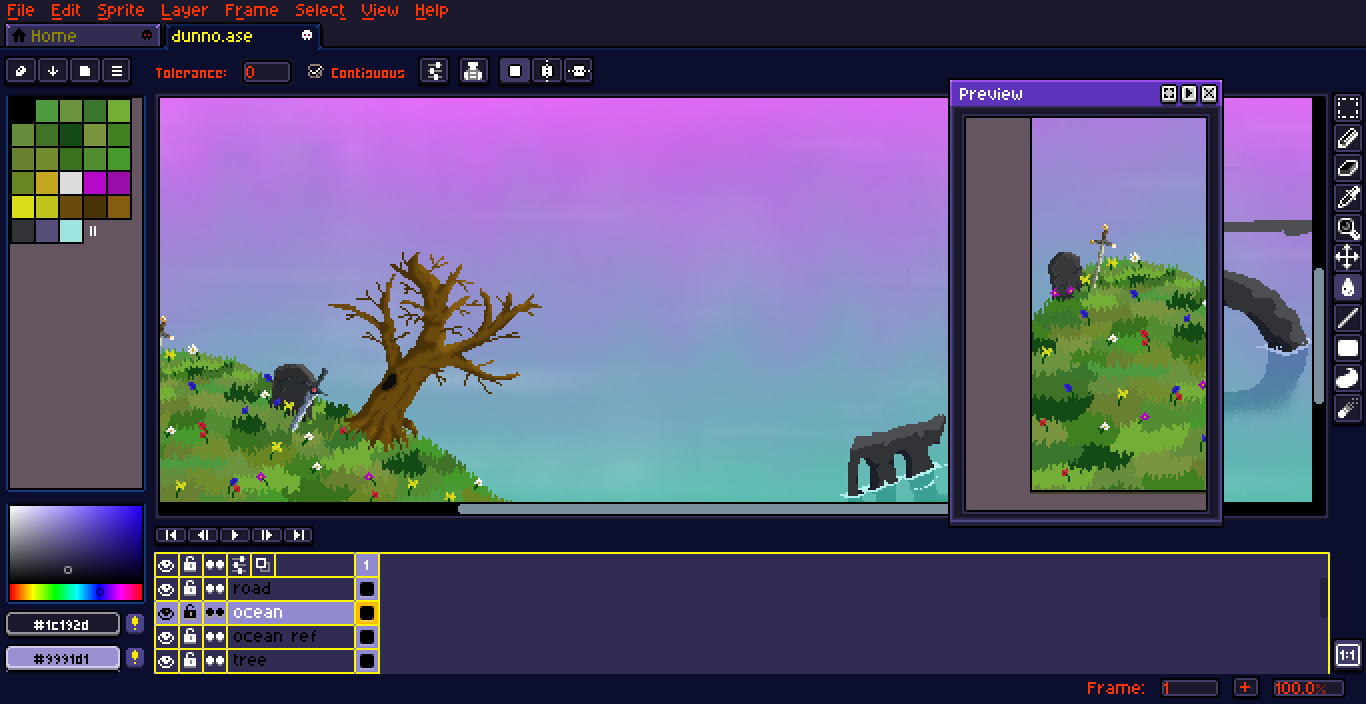 File Edit Sprite Layer Frame Select View Help
Home dunno.ase
Tolerance: 0 Contiguous
Preview
#1c192d
#9991d1
1
road
ocean
ocean ref
tree
1:1
Frame: 1 + 100.0%